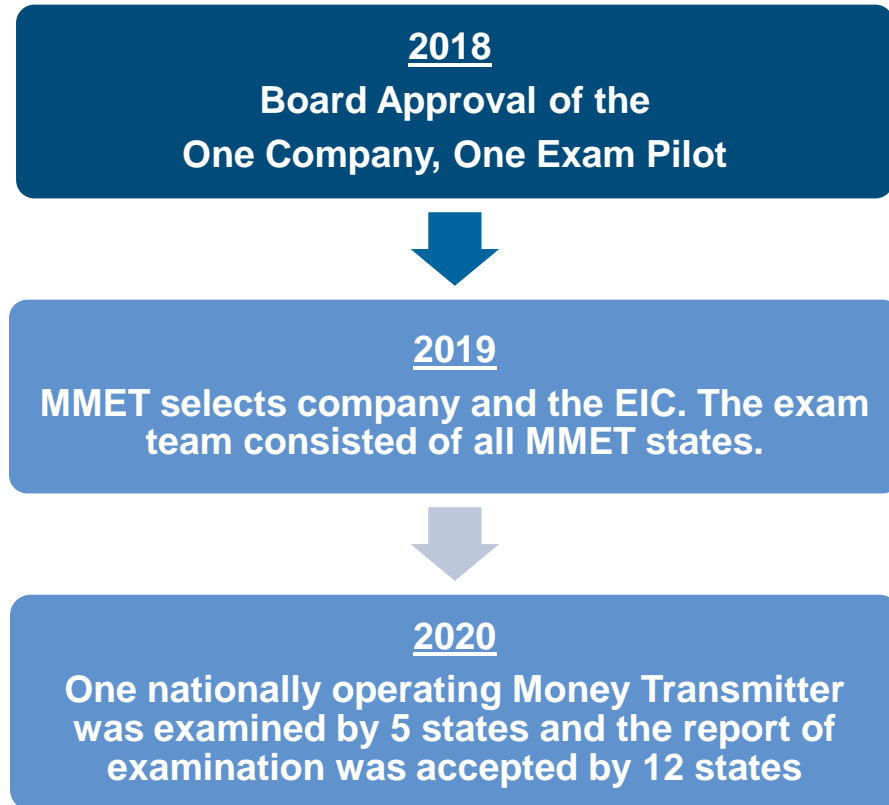 2018
Board Approval of the
One Company, One Exam Pilot
2019
MMET selects company and the EIC. The exam
team consisted of all MMET states.
2020
One nationally operating Money Transmitter
was examined by 5 states and the report of
examination was accepted by 12 states